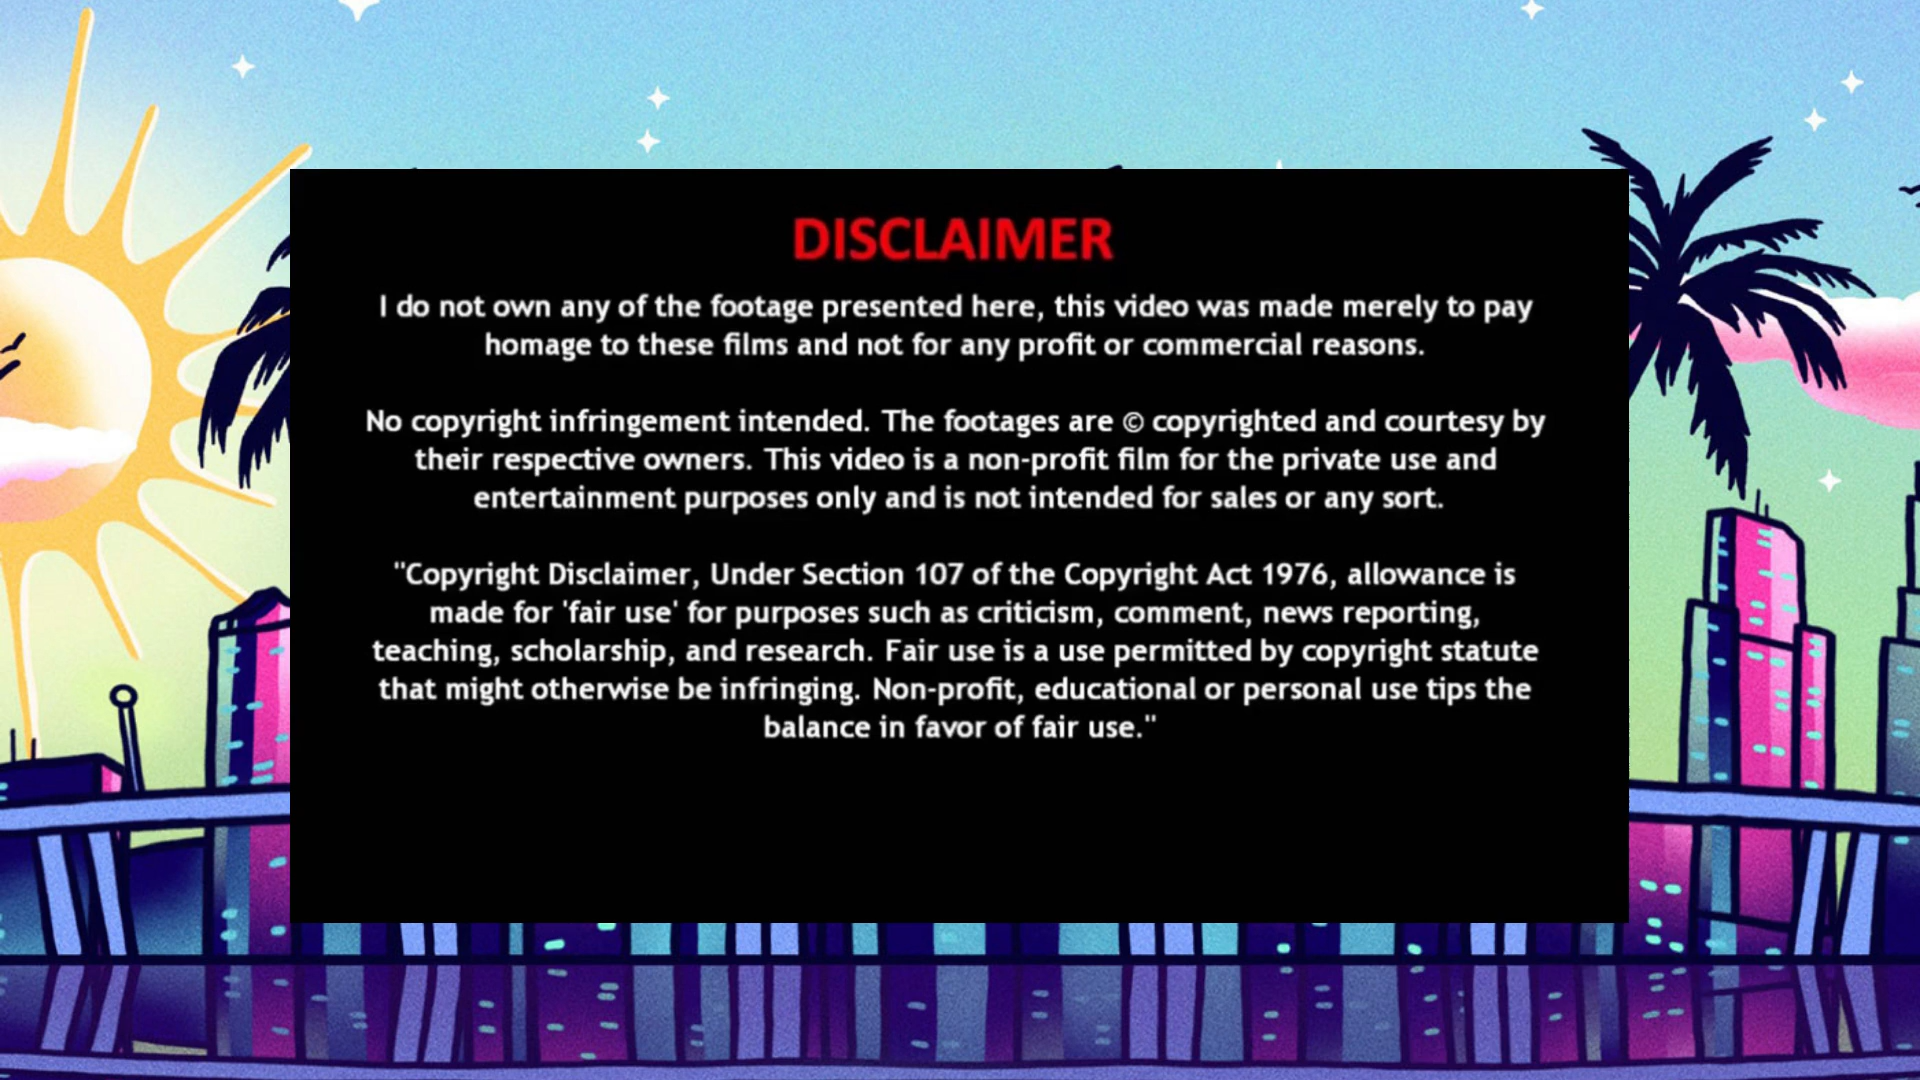 DISCLAIMER
I do not own any of the footage presented here, this video was made merely to pay
homage to these films and not for any profit or commercial reasons.
No copyright infringement intended. The footages are © copyrighted and courtesy by
their respective owners. This video is a non-profit film for the private use and
entertainment purposes only and is not intended for sales or any sort.
"Copyright Disclaimer, Under Section 107 of the Copyright Act 1976, allowance is
made for 'fair use' for purposes such as criticism, comment, news reporting,
teaching, scholarship, and research. Fair use is a use permitted by copyright statute
that might otherwise be infringing. Non-profit, educational or personal use tips the
balance in favor of fair use."